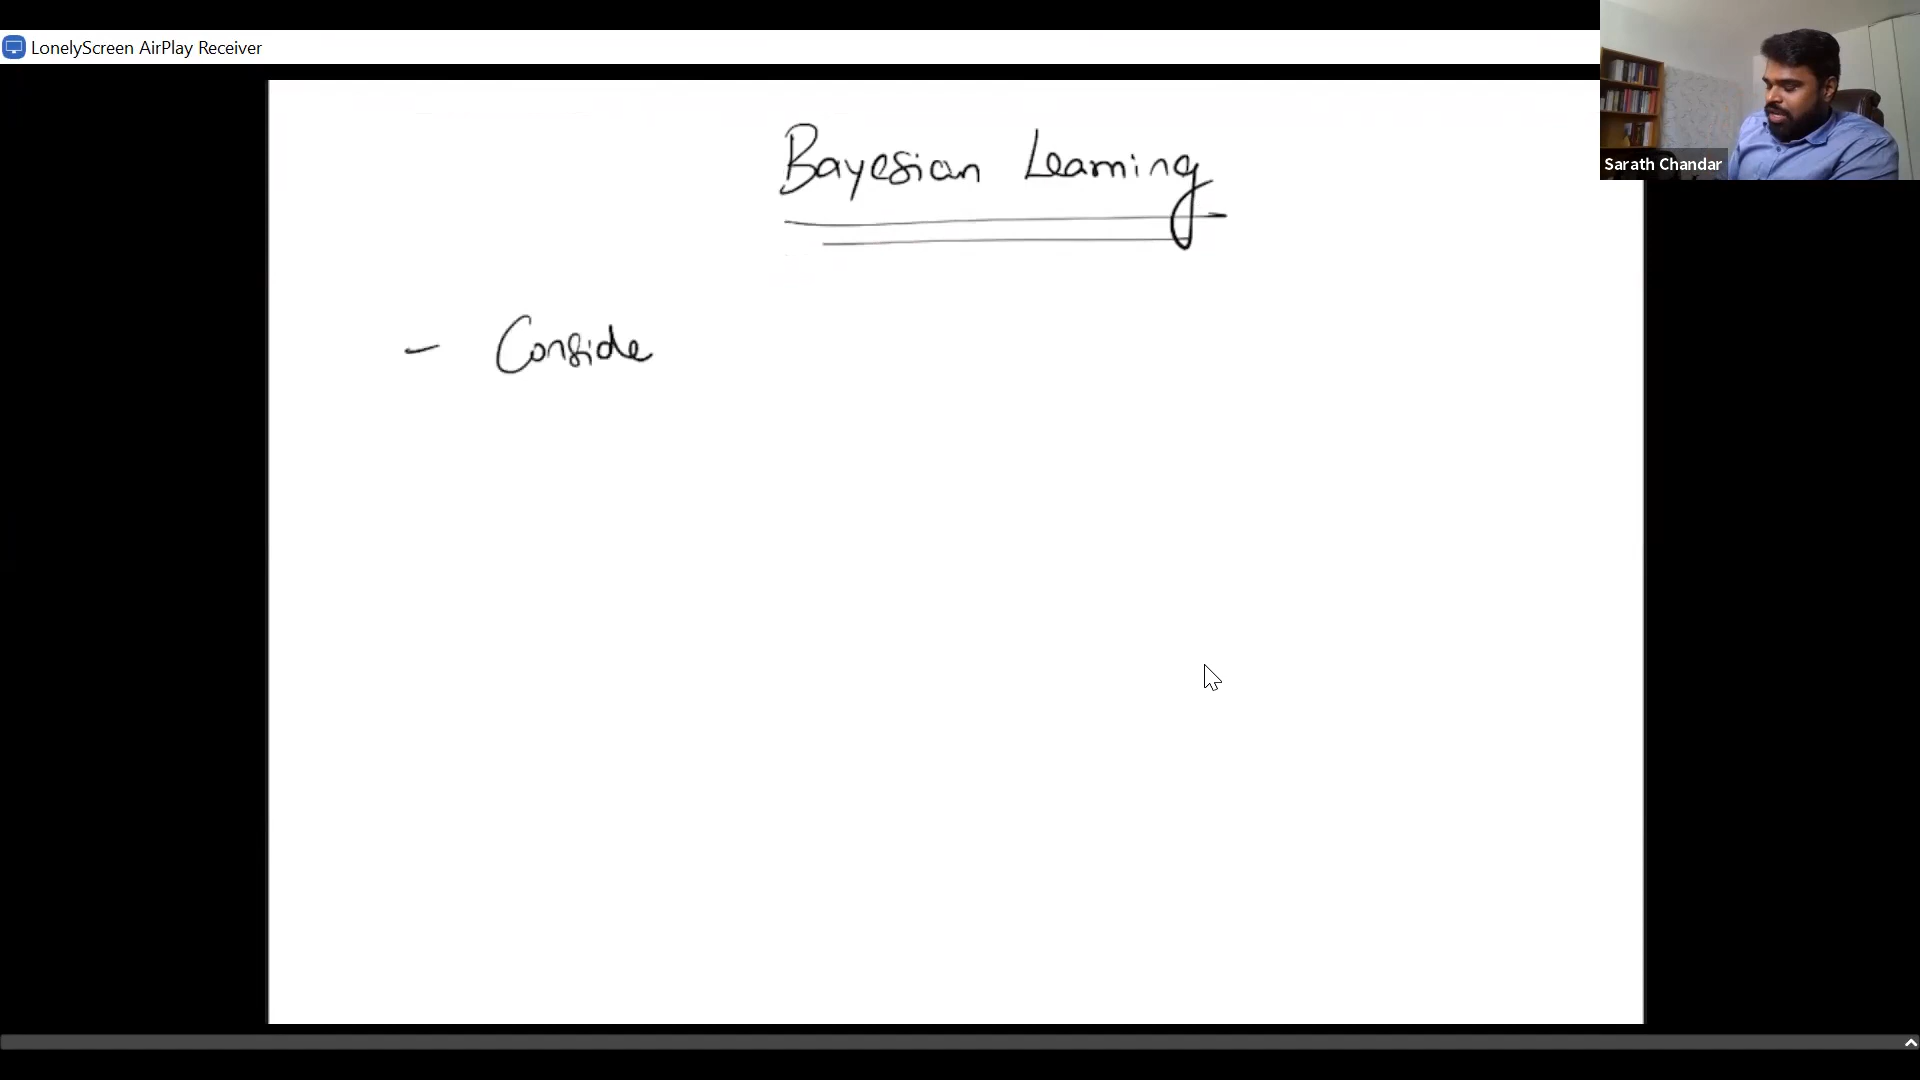 LonelyScreen AirPlay Receiver
Sarath Chandar
Bayesian Learning
- Conside